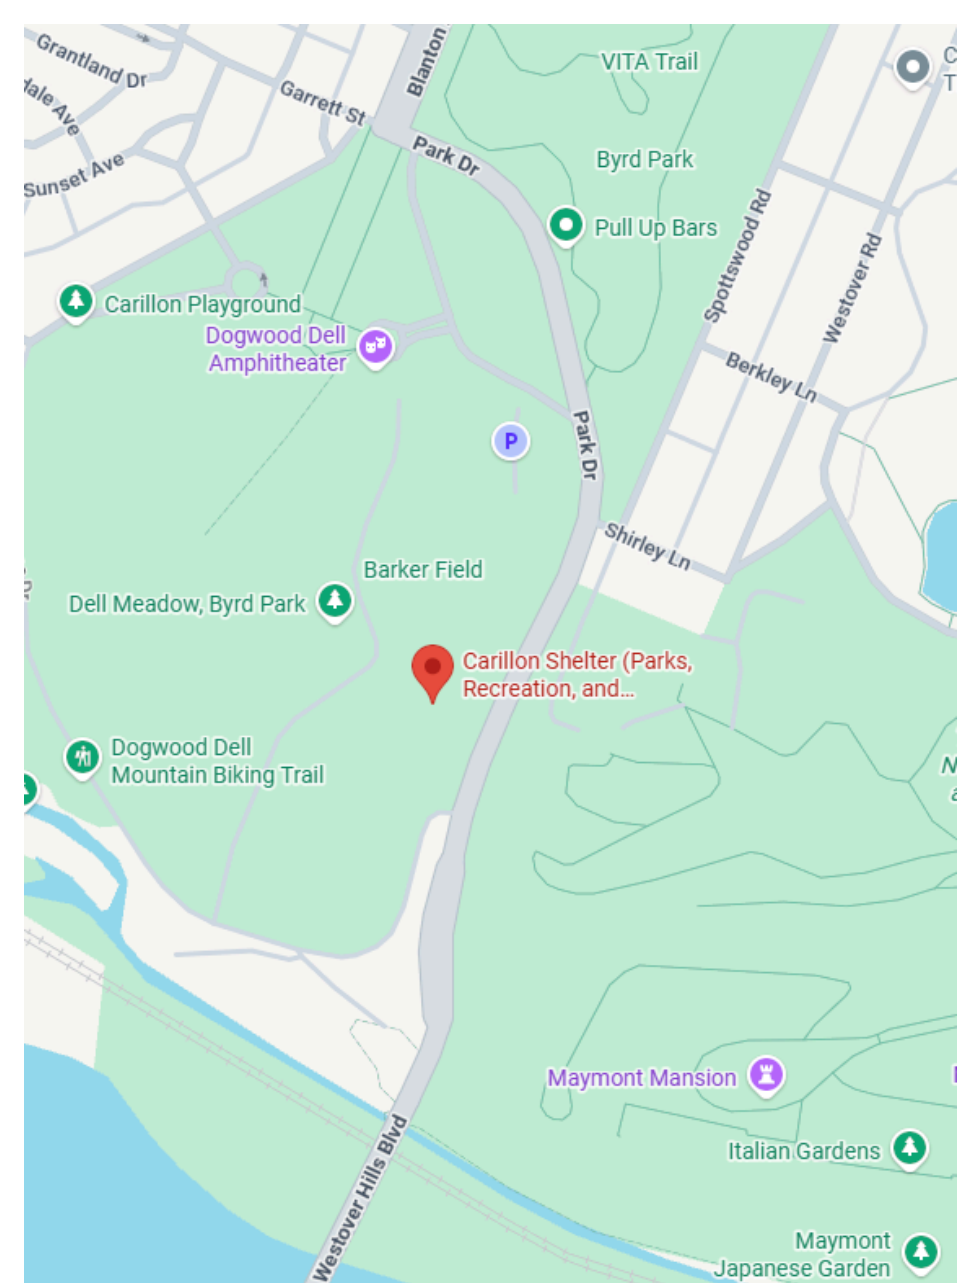 Grantland Dr
Blanton
VITA Trail
C
T
Garrett St
Park Dr
Sunset Ave
Byrd Park
Pull Up Bars
Spottswood Rd
Westover Rd
Carillon Playground
Dogwood Dell
Amphitheater
Berkley Ln
Park Dr
P
Shirley Ln
Barker Field
Dell Meadow, Byrd Park
Carillon Shelter (Parks,
Recreation, and...
Dogwood Dell
Mountain Biking Trail
N
Maymont Mansion
Italian Gardens
Westover Hills Blvd
Maymont
Japanese Garden